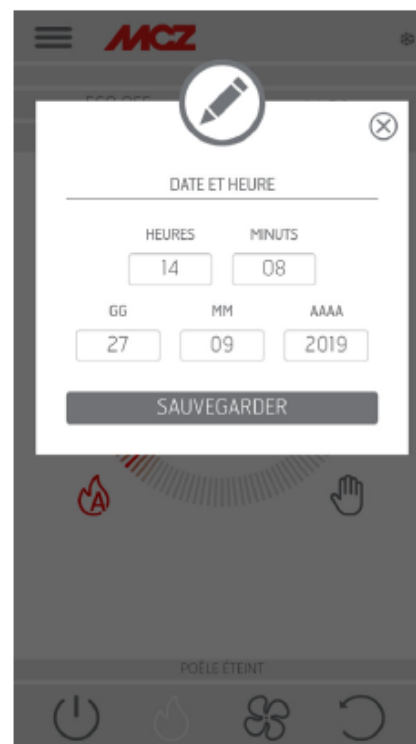 MCZ
DATE ET HEURE
HEURES MINUTS
14 08
GG MM AAAA
27 09 2019
SAUVEGARDER
A
POÊLE ÉTEINT